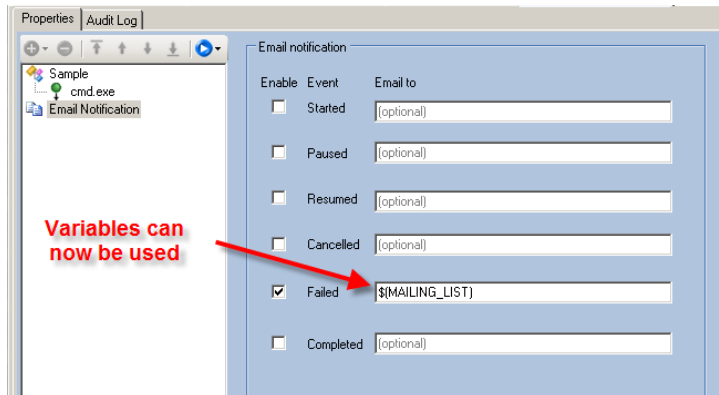 Properties Audit Log
Sample
cmd.exe
Email Notification
Email notification
Enable Event Email to
Started (optional)
Paused (optional)
Resumed (optional)
Variables can
now be used
Cancelled (optional)
Failed $(MAILING_LIST)
Completed (optional)